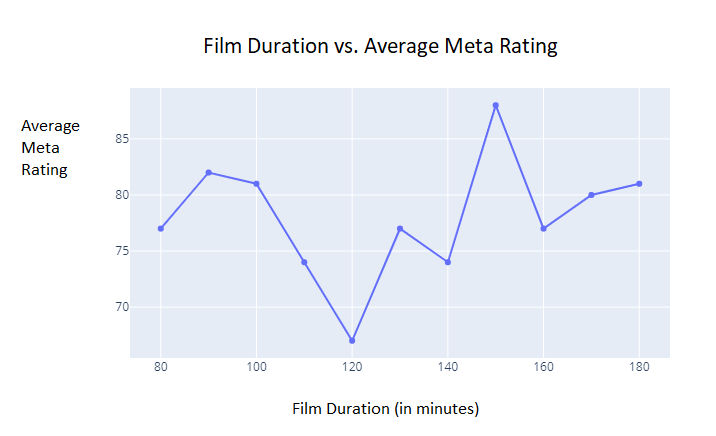 Film Duration vs. Average Meta Rating
Average
Meta
Rating
85
80
75
70
80
100
120
140
160
180
Film Duration (in minutes)